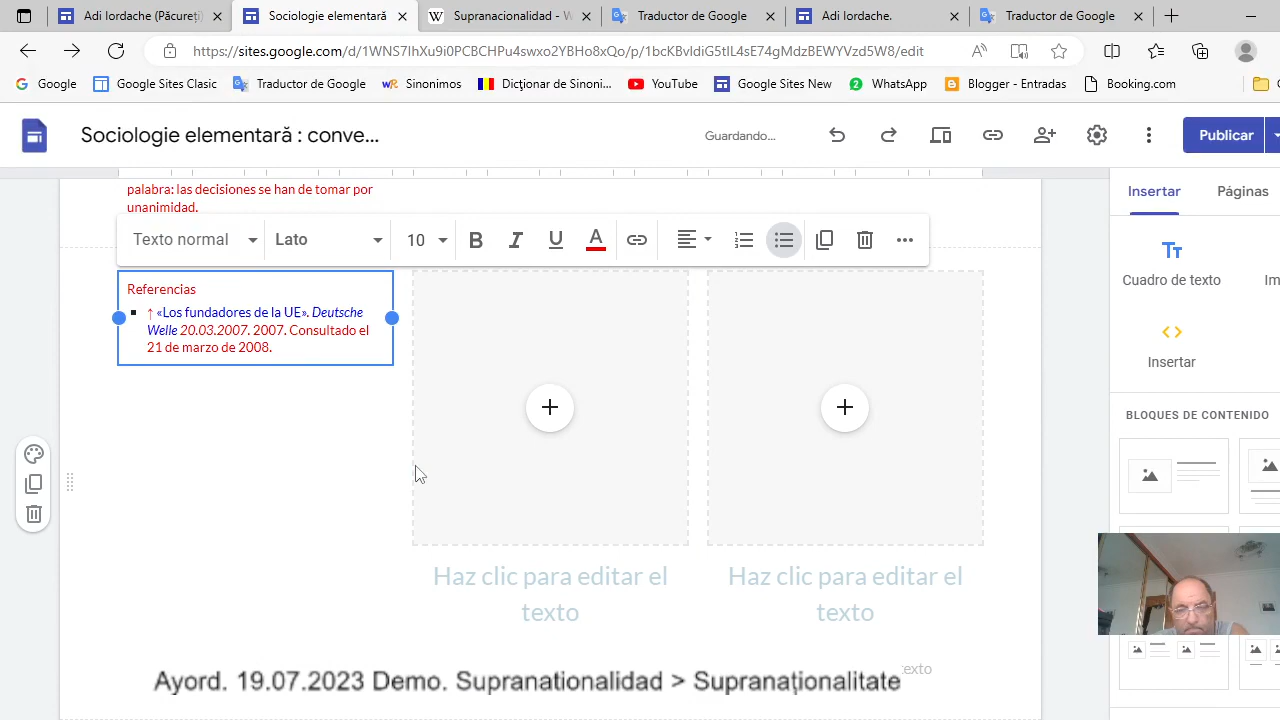 Adi Iordache (Păcureț)
Sociologie elementară
Supranacionalidad - W
Traductor de Google
Adi Iordache.
Traductor de Google
https://sites.google.com/d/1WNS7IhXu9i0PCBCHPu4swxo2YBHo8xQo/p/1bcKBvldiG5tlL4sE74gMdzBEWYVzd5W8/edit
Google
Google Sites Clasic
Traductor de Google
Sinonimos
Dicționar de Sinoni...
YouTube
Google Sites New
WhatsApp
Blogger - Entradas
Booking.com
Sociologie elementară : conve...
Guardando...
Publicar
palabra: las decisiones se han de tomar por
unanimidad.
Insertar
Páginas
Texto normal
Lato
10
Cuadro de texto
Im
Insertar
BLOQUES DE CONTENIDO
Referencias
↑ «Los fundadores de la UE». Deutsche
Welle 20.03.2007. 2007. Consultado el
21 de marzo de 2008.
Haz clic para editar el
texto
Haz clic para editar el
texto
texto
Ayord. 19.07.2023 Demo. Supranationalidad > Supranaționalitate